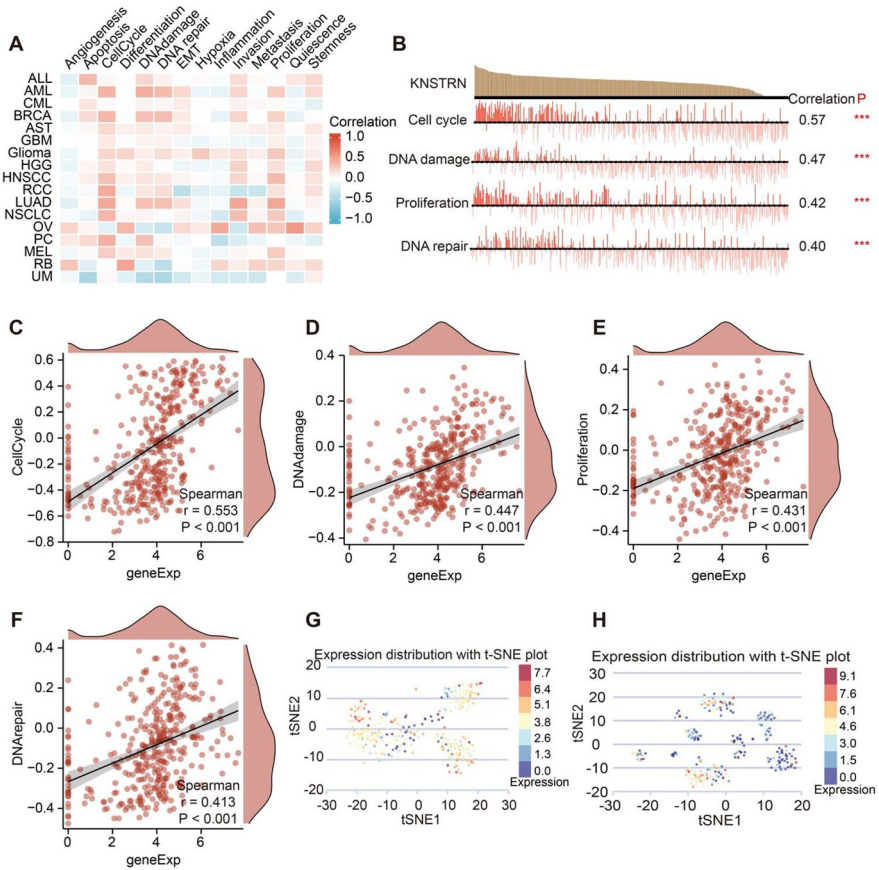 A
Angiogenesis
Apoptosis
CellCycle
Differentiation
DNAdamage
DNA repair
EMT
Hypoxia
Inflammation
Invasion
Metastasis
Proliferation
Quiescence
Stemness
ALL
AML
CML
BRCA
AST
GBM
Glioma
HGG
HNSCC
RCC
LUAD
NSCLC
OV
PC
MEL
RB
UM
Correlation
1.0
0.5
0.0
−0.5
−1.0
B
KNSTRN
Correlation P
Cell cycle 0.57 ***
DNA damage 0.47 ***
Proliferation 0.42 ***
DNA repair 0.40 ***
C
CellCycle
0.6
0.4
0.2
0.0
−0.2
−0.4
−0.6
−0.8
Spearman
r = 0.553
P < 0.001
0 2 4 6
geneExp
D
DNAdamage
0.4
0.2
0.0
−0.2
−0.4
Spearman
r = 0.447
P < 0.001
0 2 4 6
geneExp
E
Proliferation
0.4
0.2
0.0
−0.2
−0.4
Spearman
r = 0.431
P < 0.001
0 2 4 6
geneExp
F
DNArepair
0.4
0.2
0.0
−0.2
−0.4
Spearman
r = 0.413
P < 0.001
0 2 4 6
geneExp
G
Expression distribution with t-SNE plot
tSNE2
20
10
0
-10
-20
-30 -20 -10 0 10 20 30
tSNE1
7.7
6.4
5.1
3.8
2.6
1.3
0.0
Expression
H
Expression distribution with t-SNE plot
tSNE2
30
20
10
0
-10
-20
-30 -20 -10 0 10 20
tSNE1
9.1
7.6
6.1
4.6
3.0
1.5
0.0
Expression